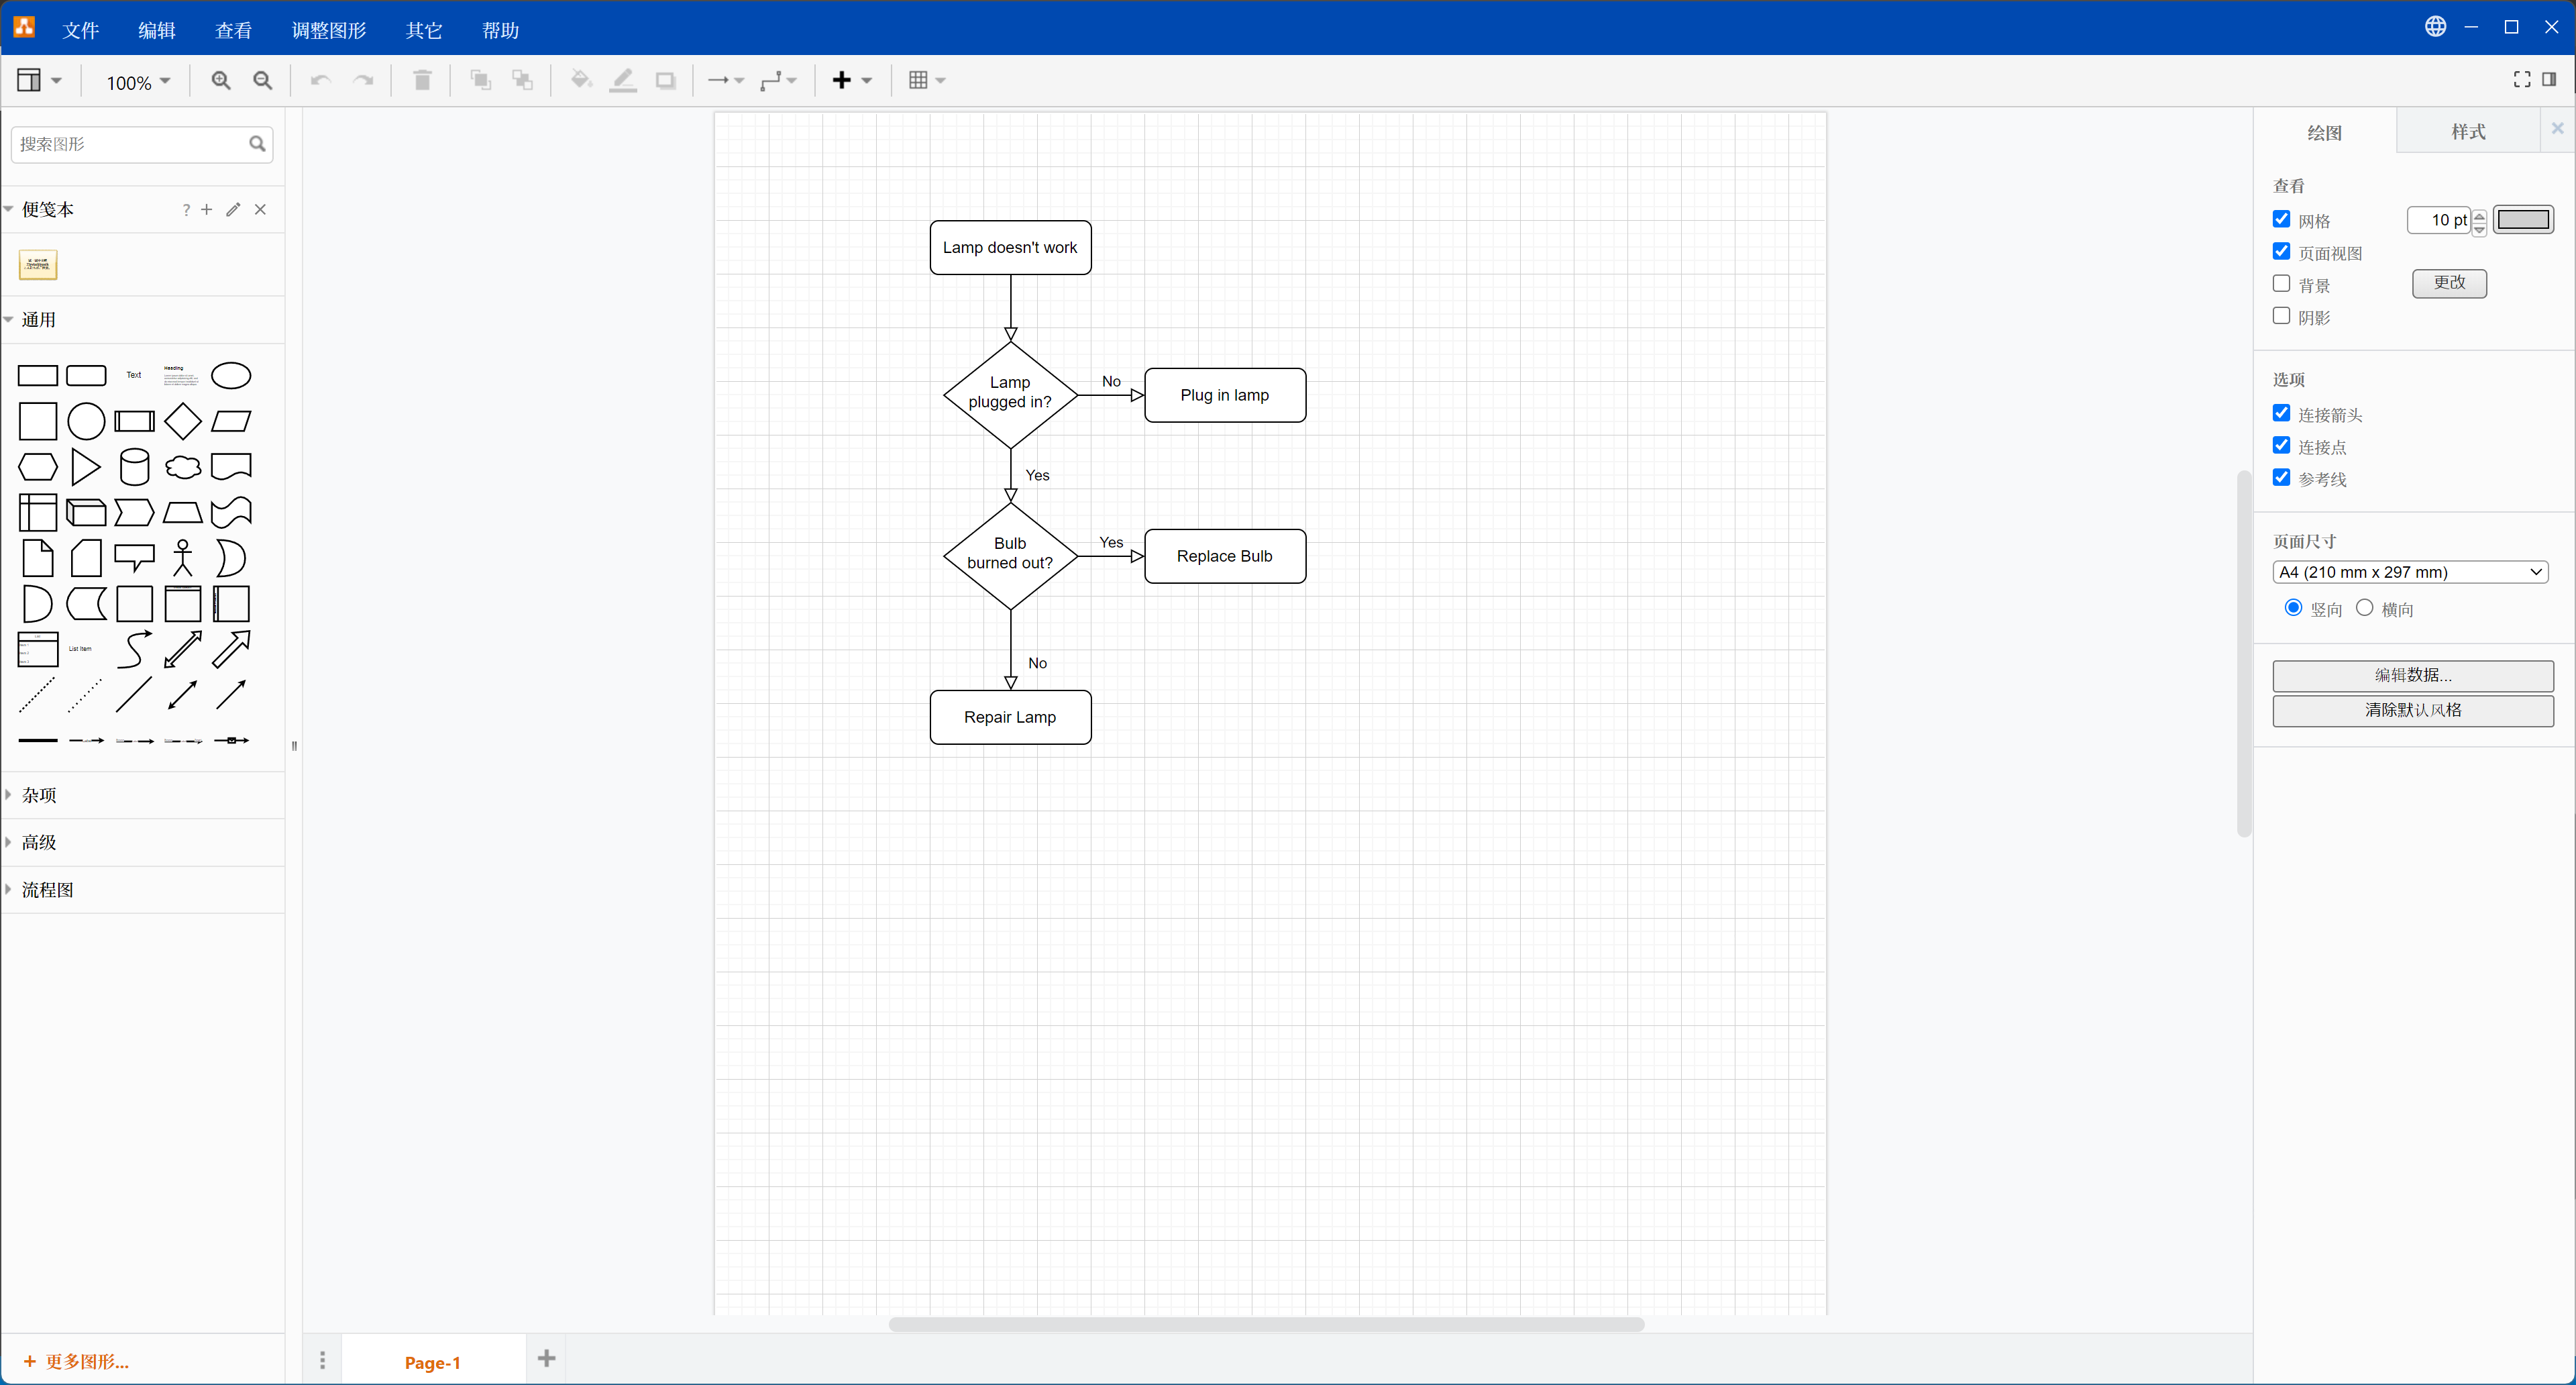 文件 编辑 查看 调整图形 其它 帮助
100%
搜索图形
便笺本 ?
通用
Text
Heading
List Item
杂项
高级
流程图
+ 更多图形...
Lamp doesn't work
Lamp
plugged in?
No
Plug in lamp
Yes
Bulb
burned out?
Yes
Replace Bulb
No
Repair Lamp
Page-1
绘图 样式
查看
网格 10 pt
页面视图
背景 更改
阴影
选项
连接箭头
连接点
参考线
页面尺寸
A4 (210 mm x 297 mm)
竖向 横向
编辑数据...
清除默认风格